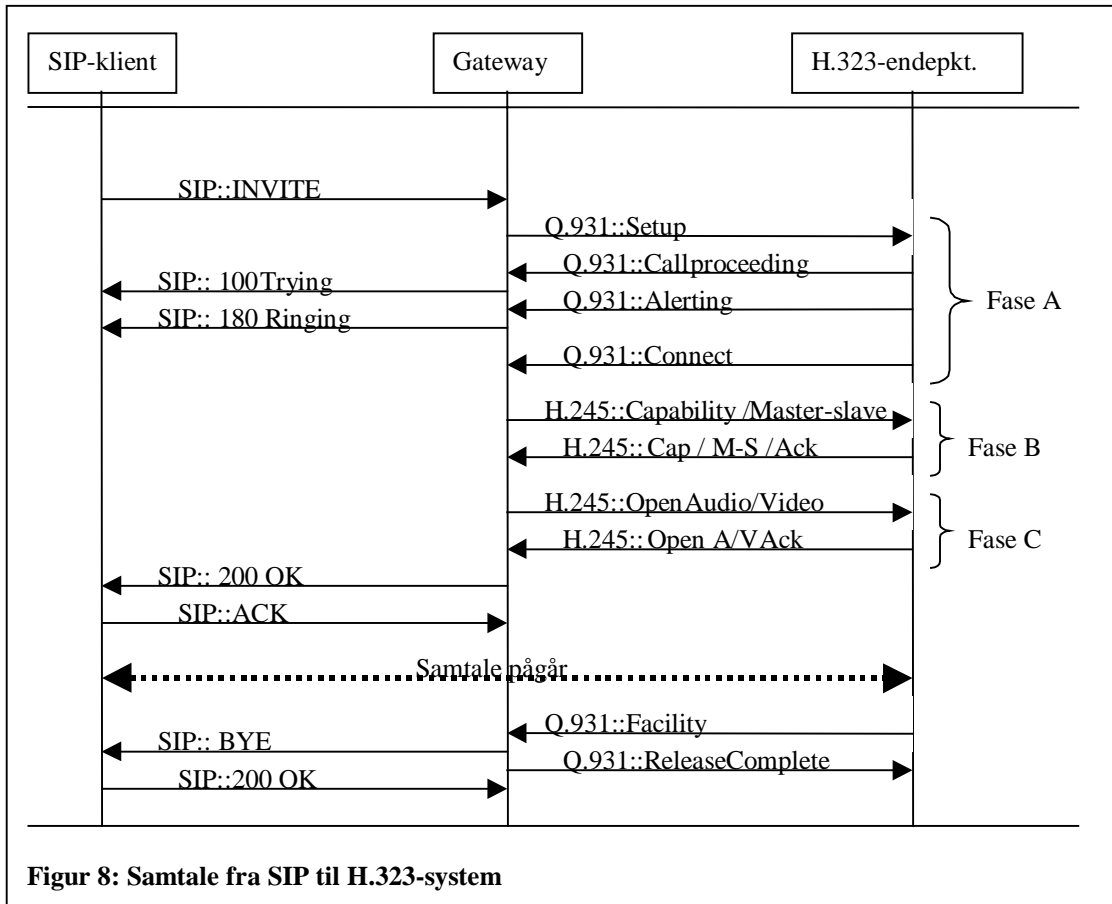 SIP-klient
Gateway
H.323-endepkt.
SIP::INVITE
Q.931::Setup
Q.931::Callproceeding
SIP:: 100Trying
Q.931::Alerting
SIP:: 180 Ringing
Q.931::Connect
Fase A
H.245::Capability /Master-slave
H.245:: Cap / M-S /Ack
Fase B
H.245::OpenAudio/Video
H.245:: Open A/VAck
Fase C
SIP:: 200 OK
SIP::ACK
Samtale pågår
Q.931::Facility
SIP:: BYE
Q.931::ReleaseComplete
SIP::200 OK
Figur 8: Samtale fra SIP til H.323-system